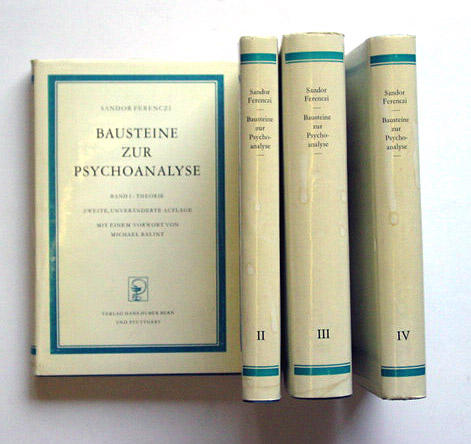 SANDOR FERENCZI
BAUSTEINE
ZUR
PSYCHOANALYSE
BAND I : THEORIE
ZWEITE, UNVERÄNDERTE AUFLAGE
MIT EINEM VORWORT VON
MICHAEL BALINT
VERLAG HANS HUBER BERN
UND STUTTGART
Sandor
Ferenczi
Bausteine
zur
Psycho-
analyse
II
Sandor
Ferenczi
Bausteine
zur
Psycho-
analyse
III
Sandor
Ferenczi
Bausteine
zur
Psycho-
analyse
IV